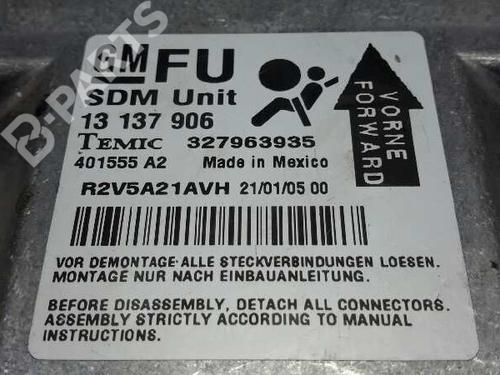 GM FU
SDM Unit
13 137 906
TEMIC 327963935
401555 A2 Made in Mexico
R2V5A21AVH 21/01/05 00
VORNE
FORWARD
VOR DEMONTAGE ALLE STECKVERBINDUNGEN LOESEN.
MONTAGE NUR NACH EINBAUANLEITUNG.
BEFORE DISASSEMBLY, DETACH ALL CONNECTORS.
ASSEMBLY STRICTLY ACCORDING TO MANUAL
INSTRUCTIONS.
B-PARTS